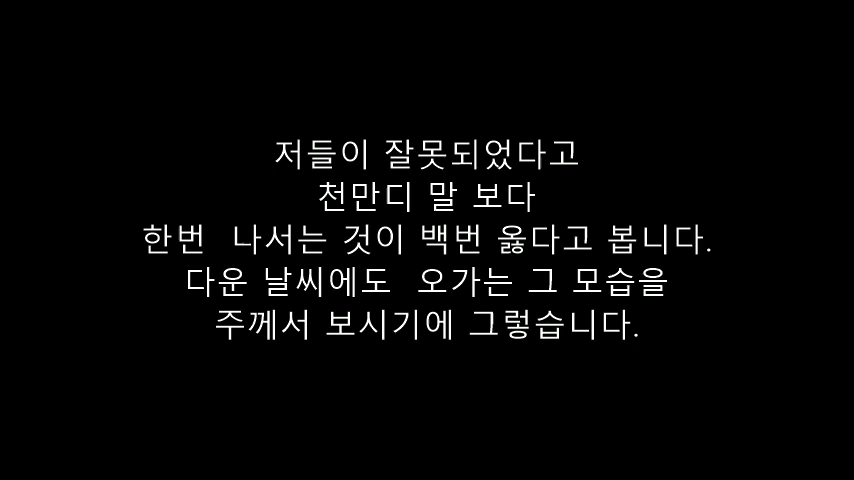 저들이 잘못되었다고
천만디 말 보다
한번 나서는 것이 백번 옳다고 봅니다.
다운 날씨에도 오가는 그 모습을
주께서 보시기에 그렇습니다.